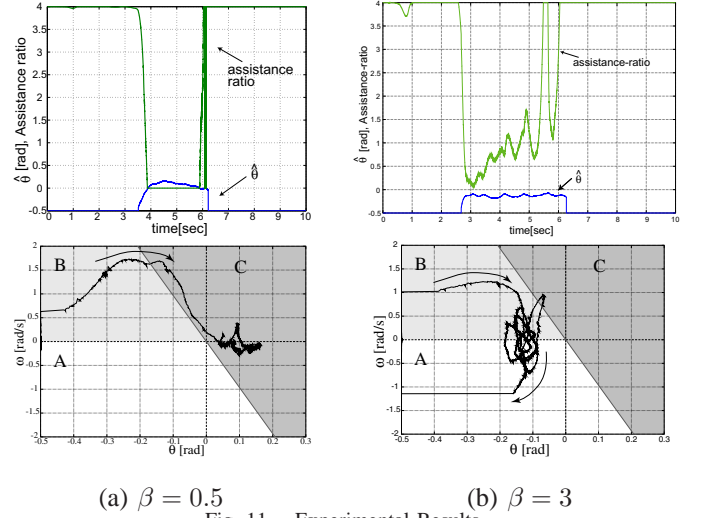 θ̂ [rad], Assistance ratio
4
3.5
3
2.5
2
1.5
1
0.5
0
-0.5
assistance
ratio
θ̂
0 1 2 3 4 5 6 7 8 9 10
time[sec]
θ̂ [rad], Assistance-ratio
4
3.5
3
2.5
2
1.5
1
0.5
0
-0.5
assistance-ratio
θ̂
0 1 2 3 4 5 6 7 8 9 10
time[sec]
ω [rad/s]
2
1.5
1
0.5
0
-0.5
-1
-1.5
-2
B
C
A
-0.5 -0.4 -0.3 -0.2 -0.1 0 0.1 0.2 0.3
θ [rad]
ω [rad/s]
2
1.5
1
0.5
0
-0.5
-1
-1.5
-2
B
C
A
-0.5 -0.4 -0.3 -0.2 -0.1 0 0.1 0.2 0.3
θ [rad]
(a) β = 0.5
(b) β = 3